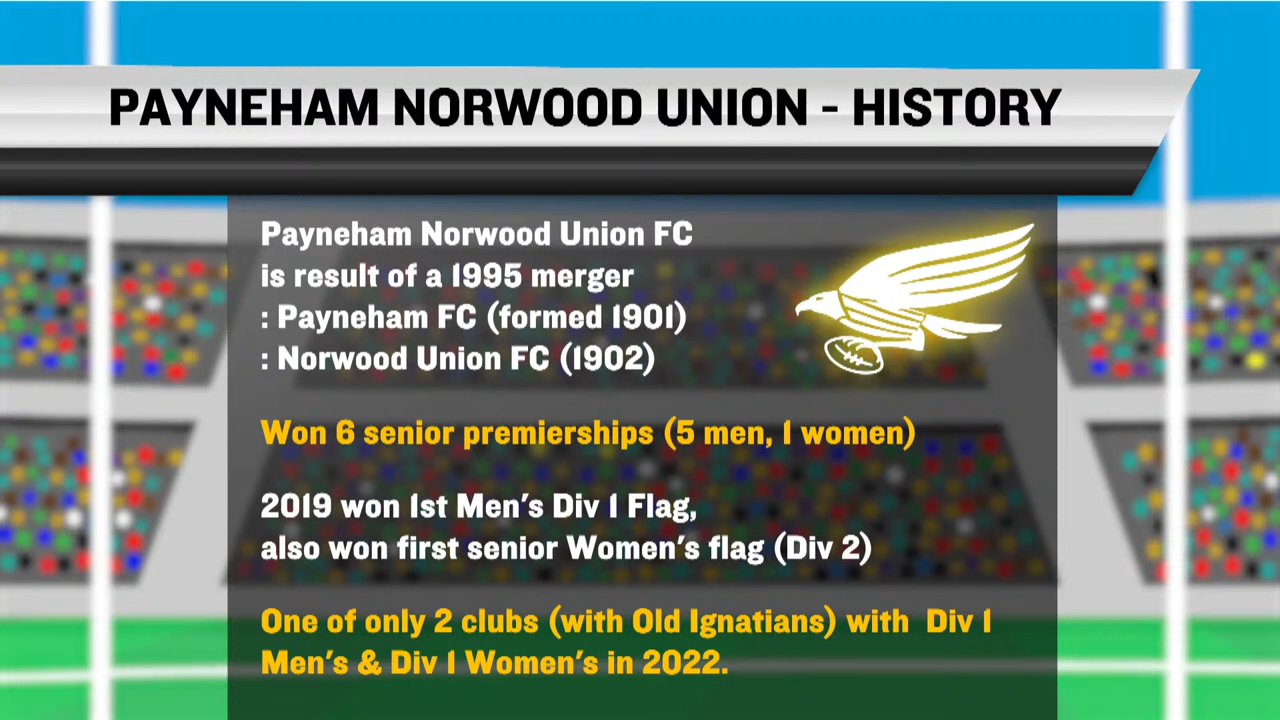 PAYNEHAM NORWOOD UNION - HISTORY
Payneham Norwood Union FC
is result of a 1995 merger
: Payneham FC (formed 1901)
: Norwood Union FC (1902)
Won 6 senior premierships (5 men, 1 women)
2019 won 1st Men's Div 1 Flag,
also won first senior Women's flag (Div 2)
One of only 2 clubs (with Old Ignatians) with Div 1
Men's & Div 1 Women's in 2022.